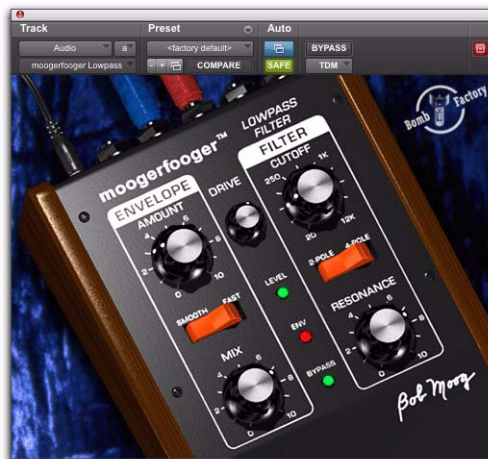 Track
Preset
Auto
Audio
a
<factory default>
BYPASS
moogerfooger Lowpass
- +
COMPARE
SAFE
TDM
Bomb Factory
moogerfooger™
LOWPASS
FILTER
ENVELOPE
AMOUNT
0 2 4 6 8 10
DRIVE
FILTER
CUTOFF
20 250 1K 12K
SMOOTH FAST
2-POLE 4-POLE
LEVEL
ENV
BYPASS
MIX
0 2 4 6 8 10
RESONANCE
0 2 4 6 8 10
Bob Moog